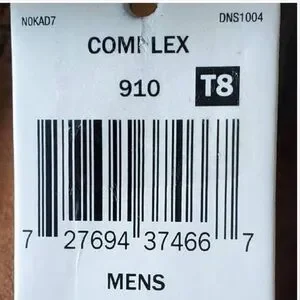 N0KAD7 DNS1004
COMPLEX
910 T8
7 27694 37466 7
MENS